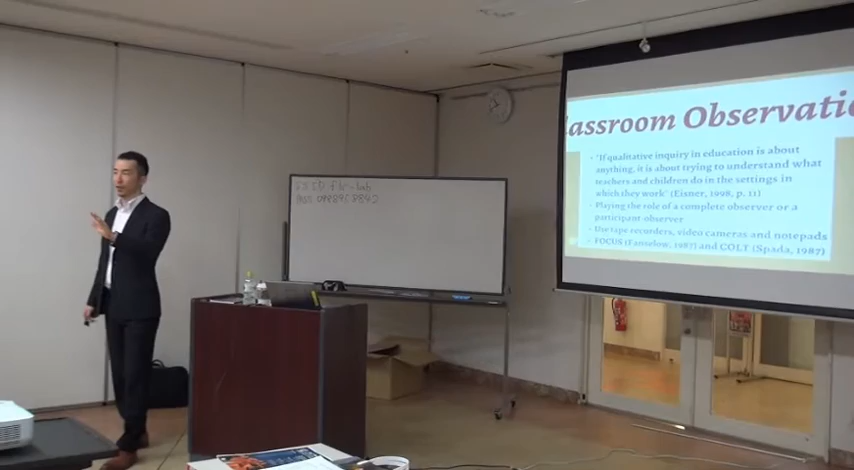 lassroom Observatio
• "If qualitative inquiry in education is about
anything, it is about trying to understand what
teachers and children do in the settings in
which they work" (Eisner, 1998, p. 11)
• Playing the role of a complete observer or a
participant-observer
• Use tape recorders, video cameras and notepads
• FOCUS (Fanselow, 1987) and COLT (Spada, 1987)